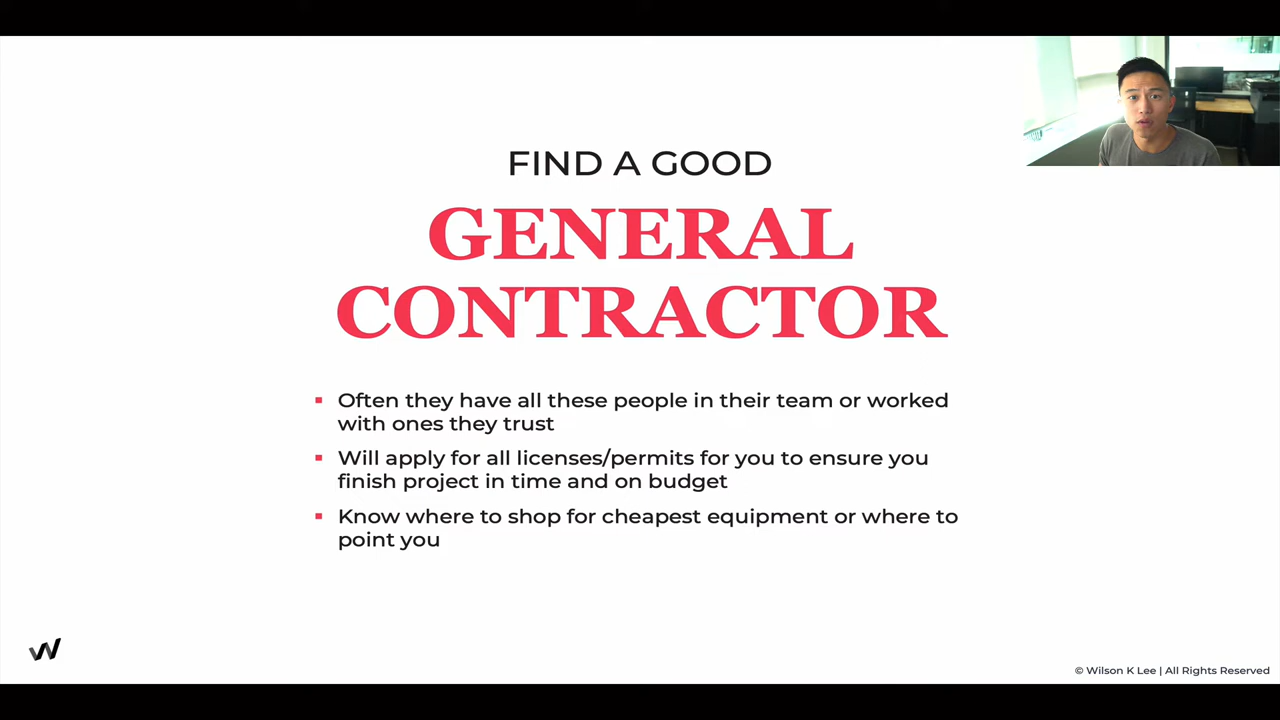 FIND A GOOD
GENERAL
CONTRACTOR
▪ Often they have all these people in their team or worked
with ones they trust
▪ Will apply for all licenses/permits for you to ensure you
finish project in time and on budget
▪ Know where to shop for cheapest equipment or where to
point you
W
© Wilson K Lee | All Rights Reserved